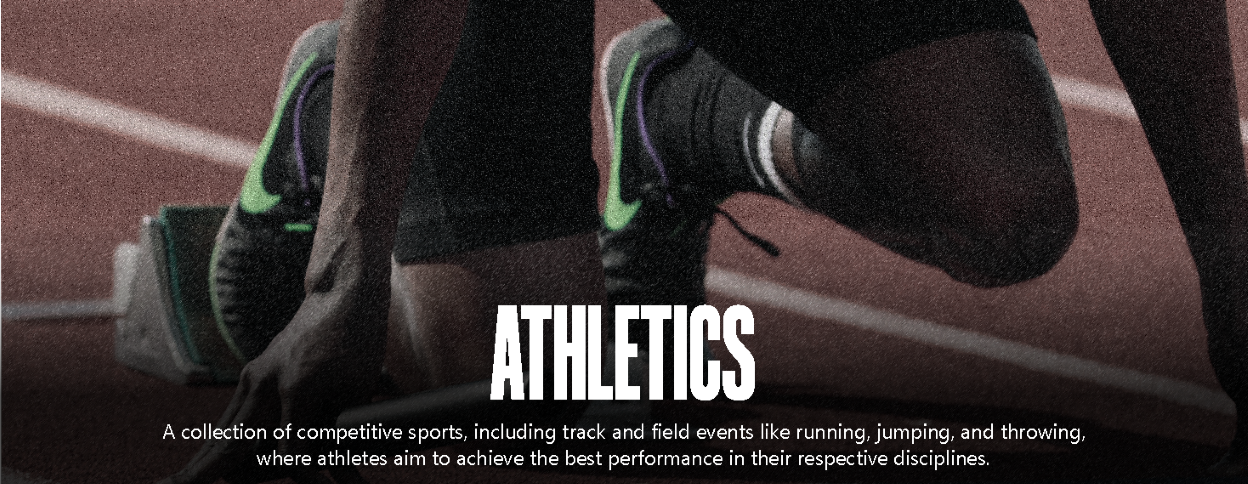 ATHLETICS
A collection of competitive sports, including track and field events like running, jumping, and throwing,
where athletes aim to achieve the best performance in their respective disciplines.